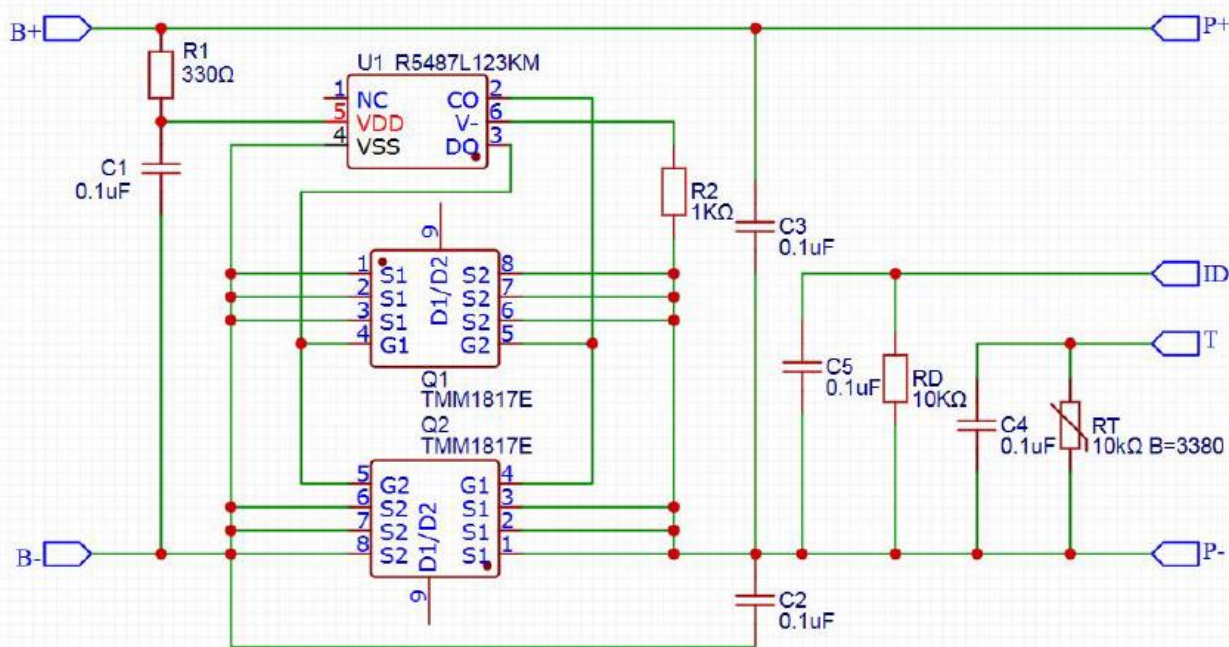 B+
P+
R1
330Ω
U1 R5487L123KM
1 NC CO 2
5 VDD V- 6
4 VSS DO 3
C1
0.1uF
R2
1KΩ
C3
0.1uF
9
D1/D2
1 S1 S2 8
2 S1 S2 7
3 S1 S2 6
4 G1 G2 5
Q1
TMM1817E
ID
T
C5
0.1uF
RD
10KΩ
C4
0.1uF
RT
10kΩ B=3380
Q2
TMM1817E
5 G2 G1 4
6 S2 S1 3
7 S2 S1 2
8 S2 S1 1
D1/D2
9
B-
P-
C2
0.1uF